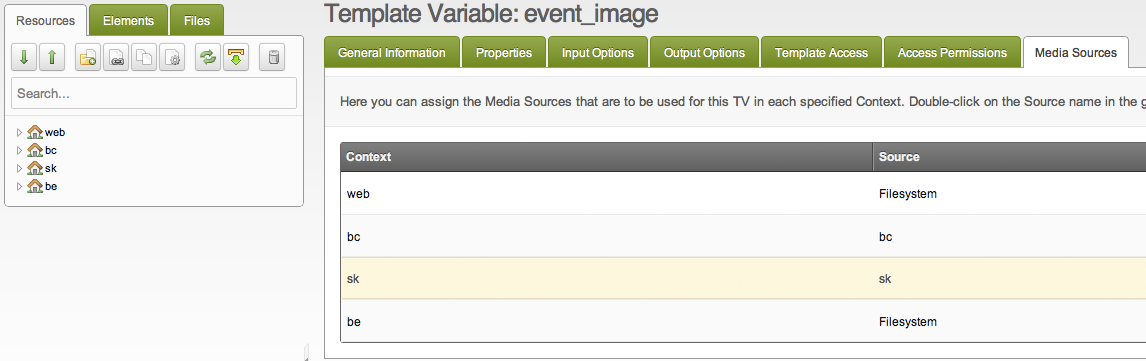 Template Variable: event_image
Resources Elements Files
General Information Properties Input Options Output Options Template Access Access Permissions Media Sources
Search...
Here you can assign the Media Sources that are to be used for this TV in each specified Context. Double-click on the Source name in the g
web
bc
sk
be
Context Source
web Filesystem
bc bc
sk sk
be Filesystem